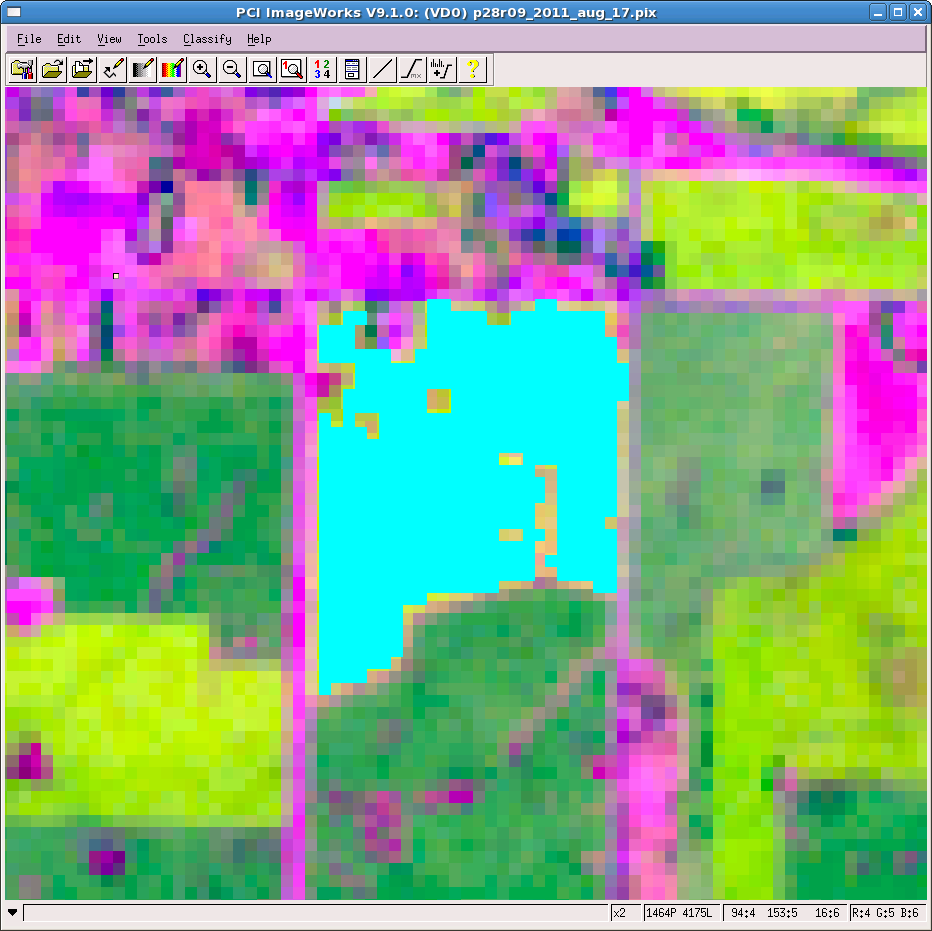 PCI ImageWorks V9.1.0: (VD0) p28r09_2011_aug_17.pix
File Edit View Tools Classify Help
1 2
3 4
mx
?
x2 1464P 4175L 94:4 153:5 16:6 R:4 G:5 B:6